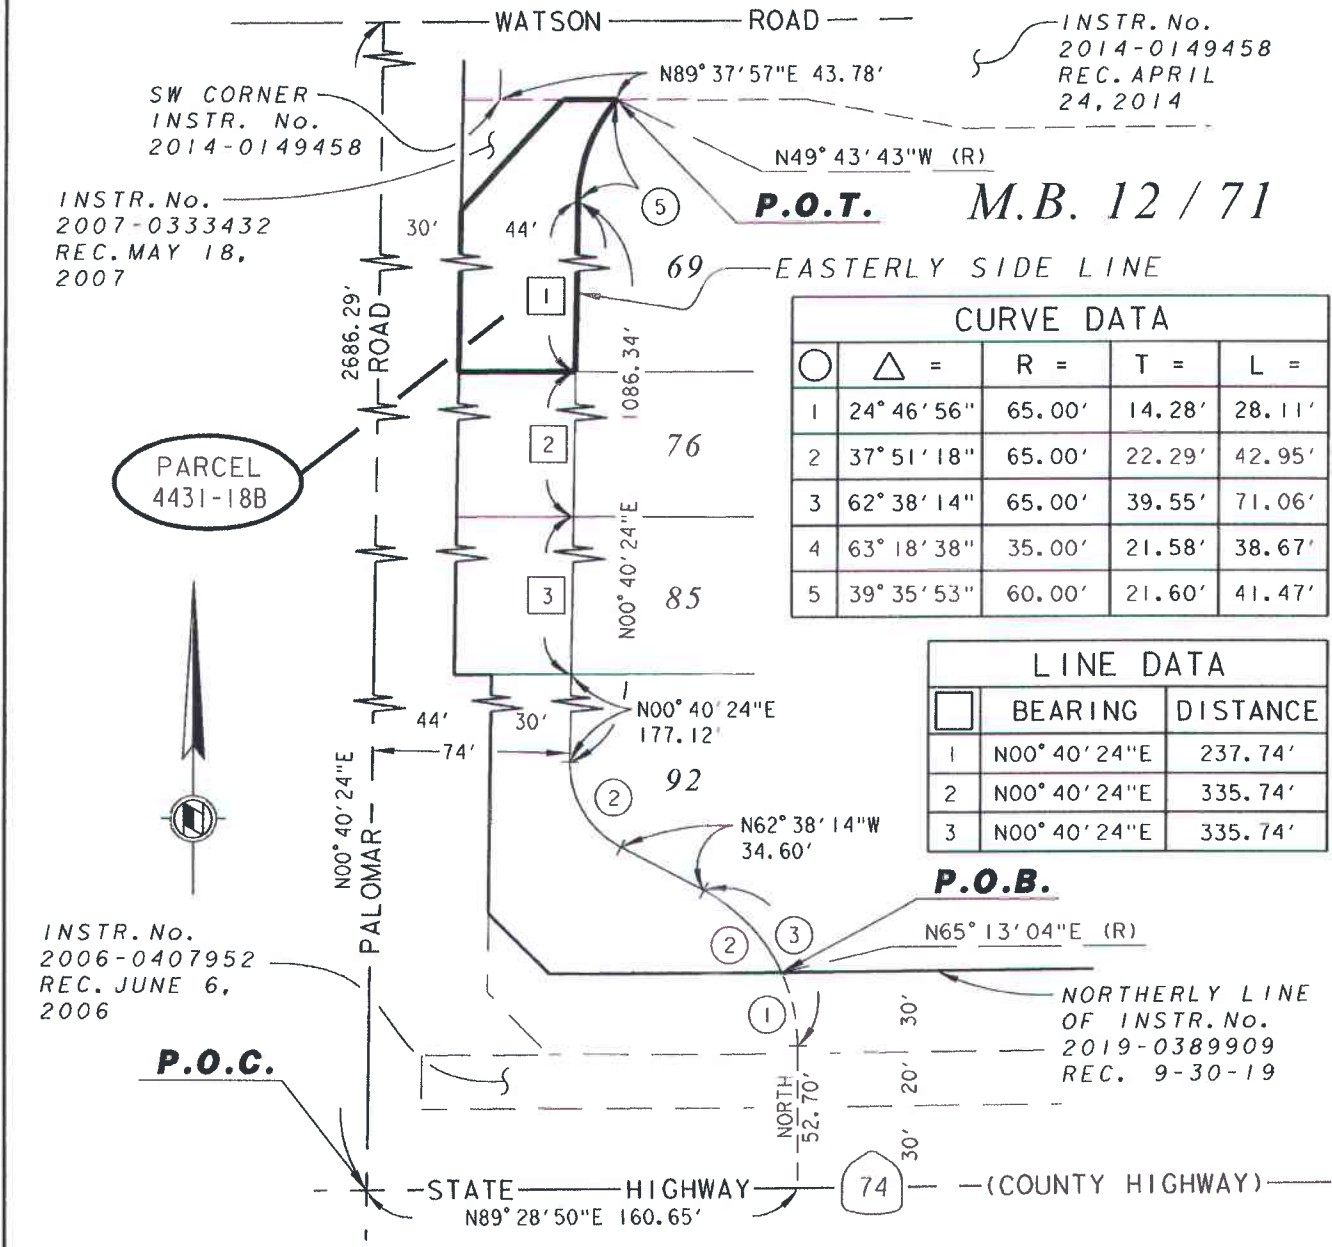 WATSON ROAD
INSTR. No.
2014-0149458
REC. APRIL
24, 2014
N89°37'57"E 43.78'
SW CORNER
INSTR. No.
2014-0149458
N49°43'43"W (R)
INSTR. No.
2007-0333432
REC. MAY 18,
2007
30'
44'
5
P.O.T.
M.B. 12 / 71
69
EASTERLY SIDE LINE
1
2686.29'
ROAD
1086.34'
N00°40'24"E
2
76
PARCEL
4431-18B
3
85
CURVE DATA
○ △ = R = T = L =
1 24°46'56" 65.00' 14.28' 28.11'
2 37°51'18" 65.00' 22.29' 42.95'
3 62°38'14" 65.00' 39.55' 71.06'
4 63°18'38" 35.00' 21.58' 38.67'
5 39°35'53" 60.00' 21.60' 41.47'
LINE DATA
□ BEARING DISTANCE
1 N00°40'24"E 237.74'
2 N00°40'24"E 335.74'
3 N00°40'24"E 335.74'
44'
30'
74'
N00°40'24"E
177.12'
N00°40'24"E
PALOMAR
92
2
N62°38'14"W
34.60'
P.O.B.
N65°13'04"E (R)
2
3
1
INSTR. No.
2006-0407952
REC. JUNE 6,
2006
NORTHERLY LINE
OF INSTR. No.
2019-0389909
REC. 9-30-19
30'
20'
30'
NORTH
52.70'
P.O.C.
STATE HIGHWAY 74 (COUNTY HIGHWAY)
N89°28'50"E 160.65'